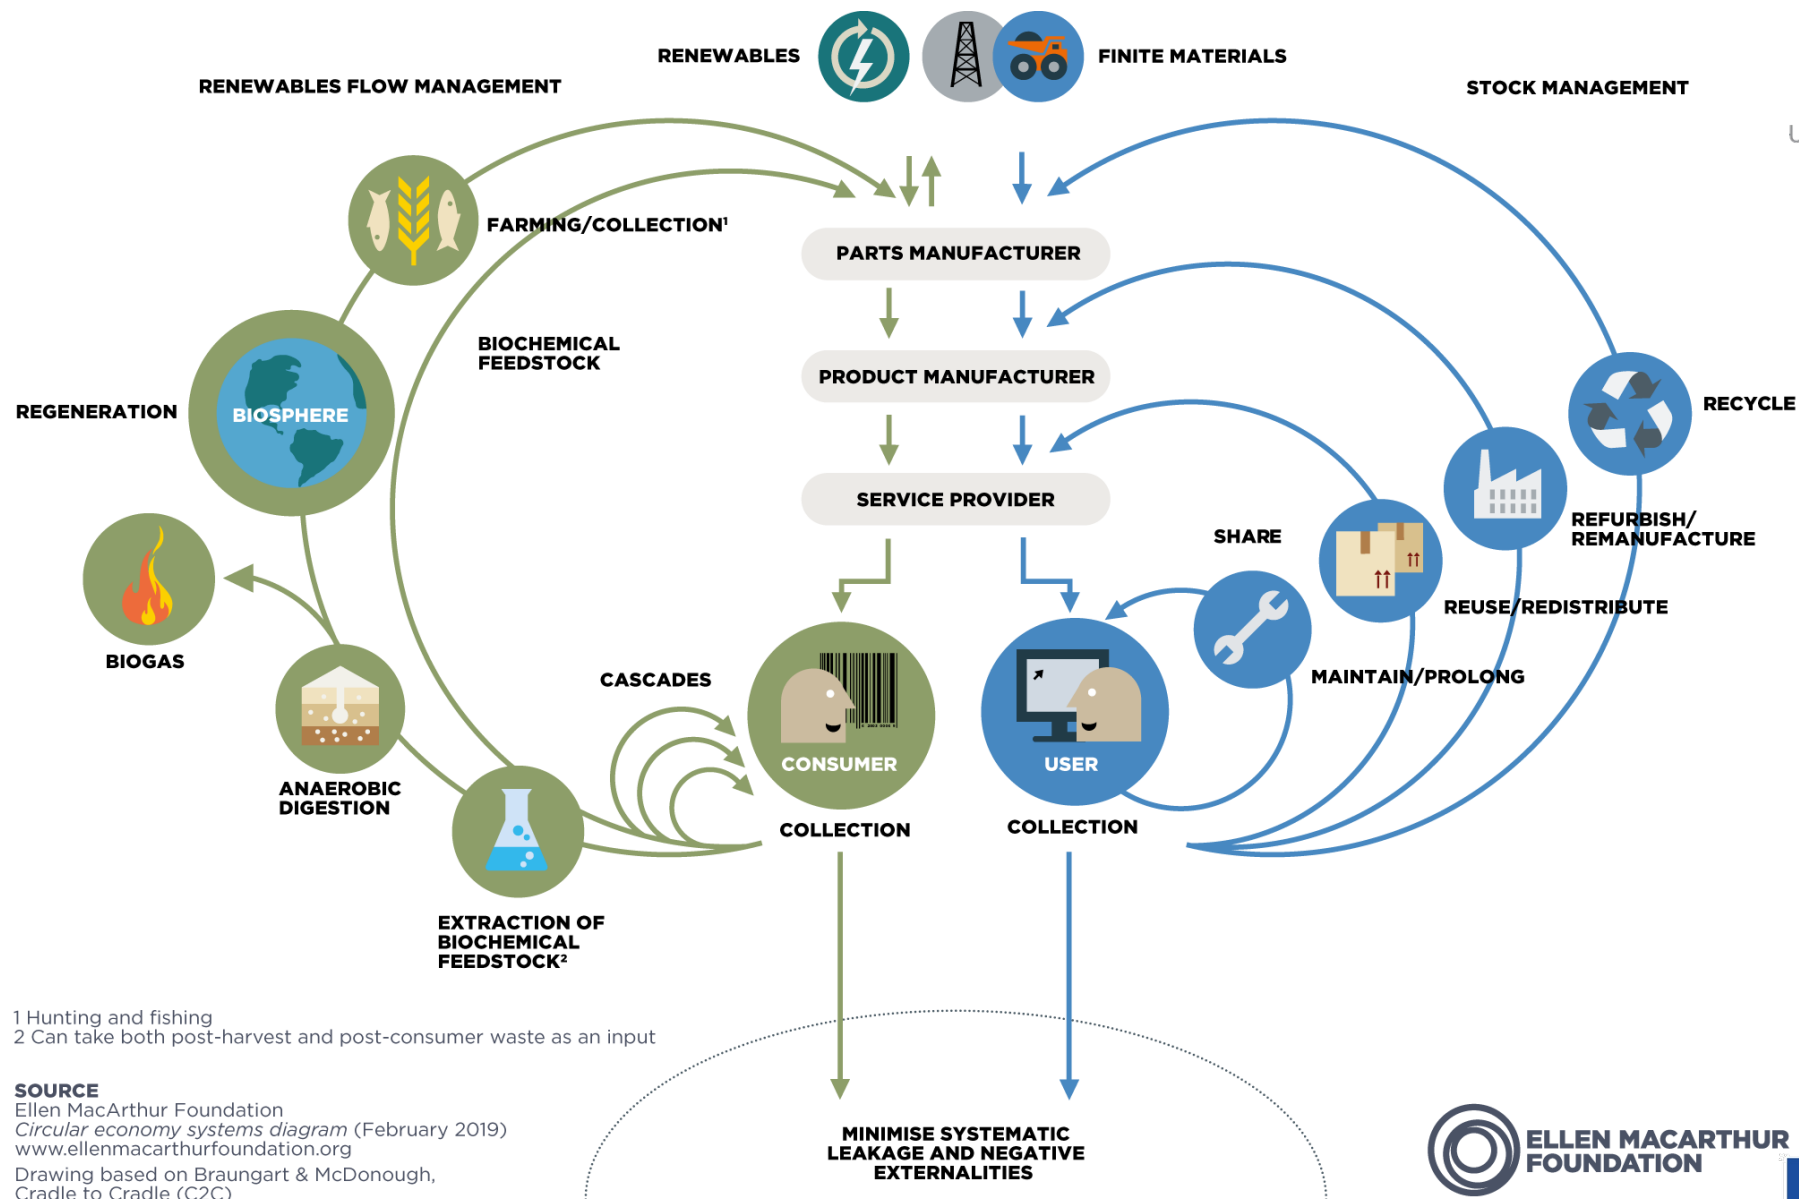 RENEWABLES
FINITE MATERIALS
RENEWABLES FLOW MANAGEMENT
STOCK MANAGEMENT
FARMING/COLLECTION¹
PARTS MANUFACTURER
BIOCHEMICAL
FEEDSTOCK
PRODUCT MANUFACTURER
REGENERATION
BIOSPHERE
RECYCLE
SERVICE PROVIDER
SHARE
REFURBISH/
REMANUFACTURE
REUSE/REDISTRIBUTE
BIOGAS
CASCADES
MAINTAIN/PROLONG
CONSUMER
USER
ANAEROBIC
DIGESTION
COLLECTION
COLLECTION
EXTRACTION OF
BIOCHEMICAL
FEEDSTOCK²
1 Hunting and fishing
2 Can take both post-harvest and post-consumer waste as an input
SOURCE
Ellen MacArthur Foundation
Circular economy systems diagram (February 2019)
www.ellenmacarthurfoundation.org
Drawing based on Braungart & McDonough,
Cradle to Cradle (C2C)
MINIMISE SYSTEMATIC
LEAKAGE AND NEGATIVE
EXTERNALITIES
ELLEN MACARTHUR
FOUNDATION